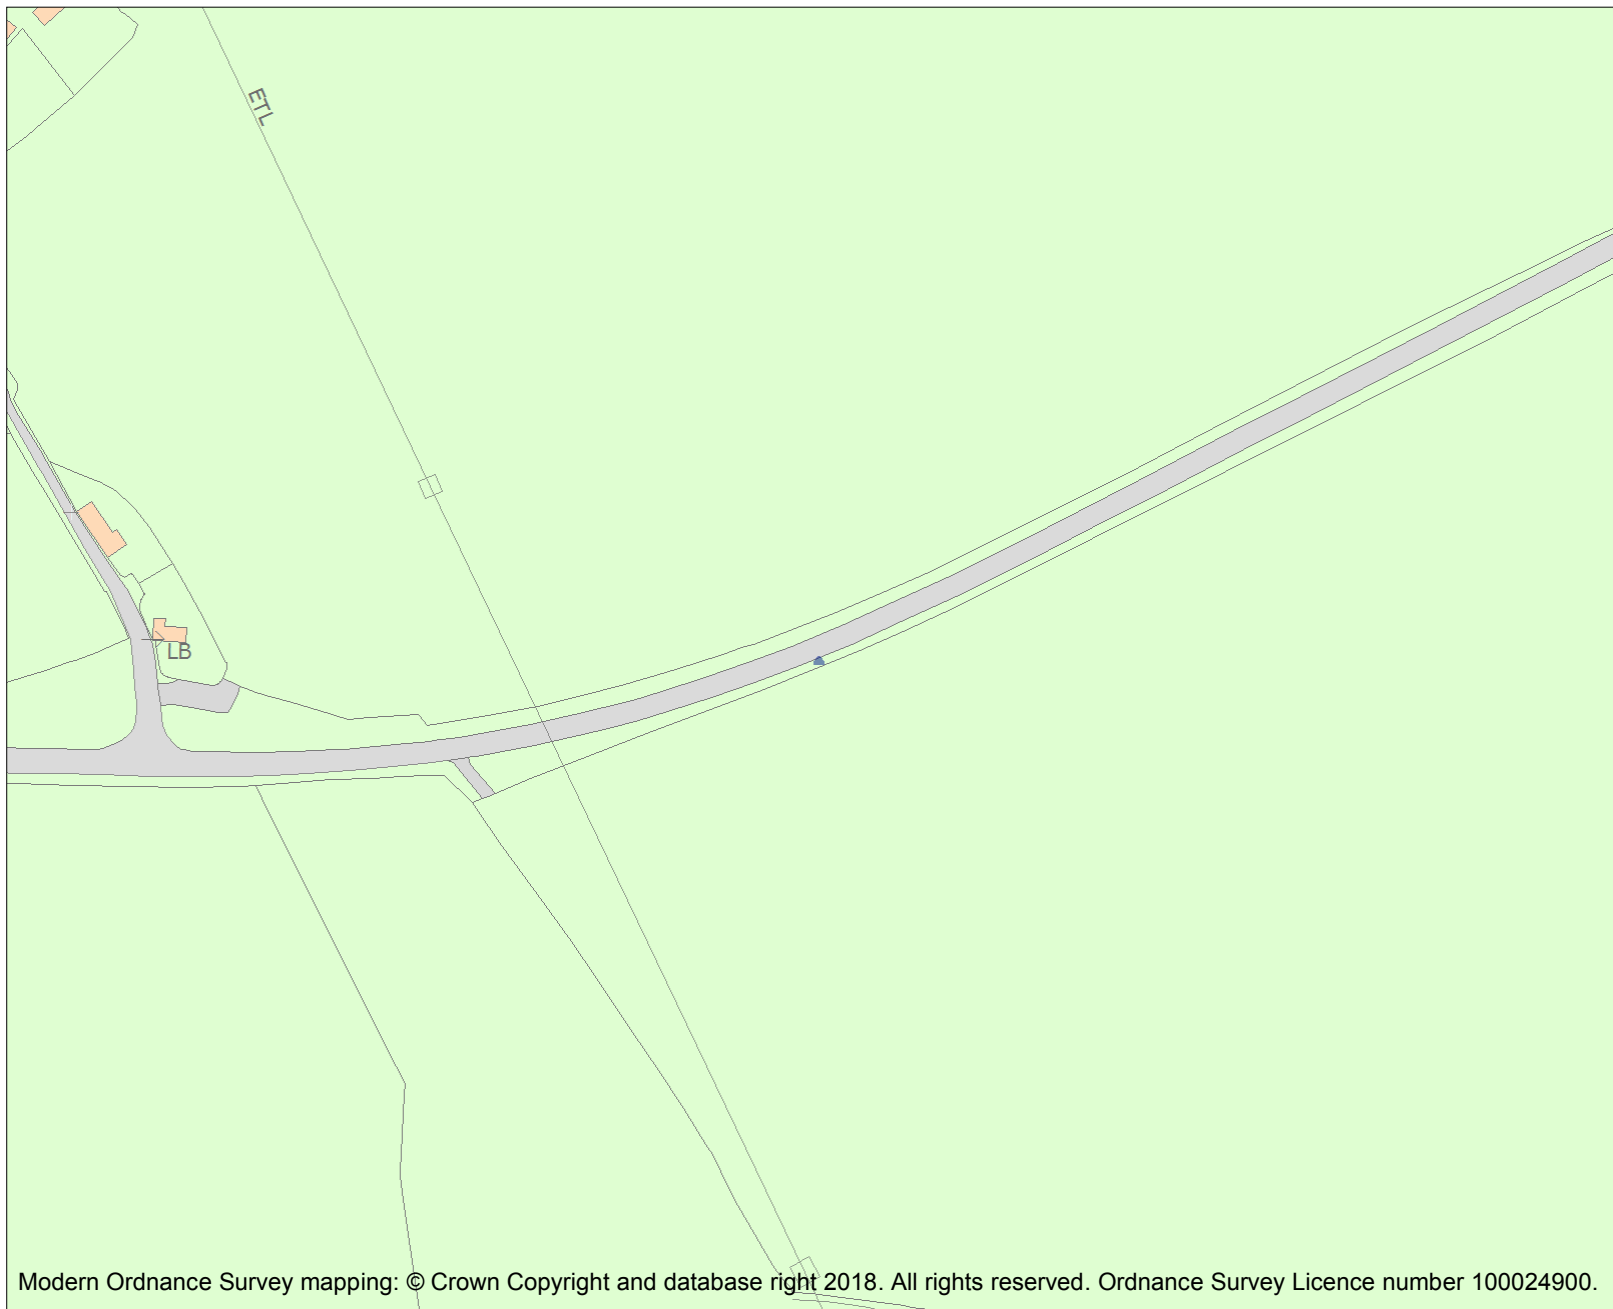 ETL
LB
Modern Ordnance Survey mapping: © Crown Copyright and database right 2018. All rights reserved. Ordnance Survey Licence number 100024900.